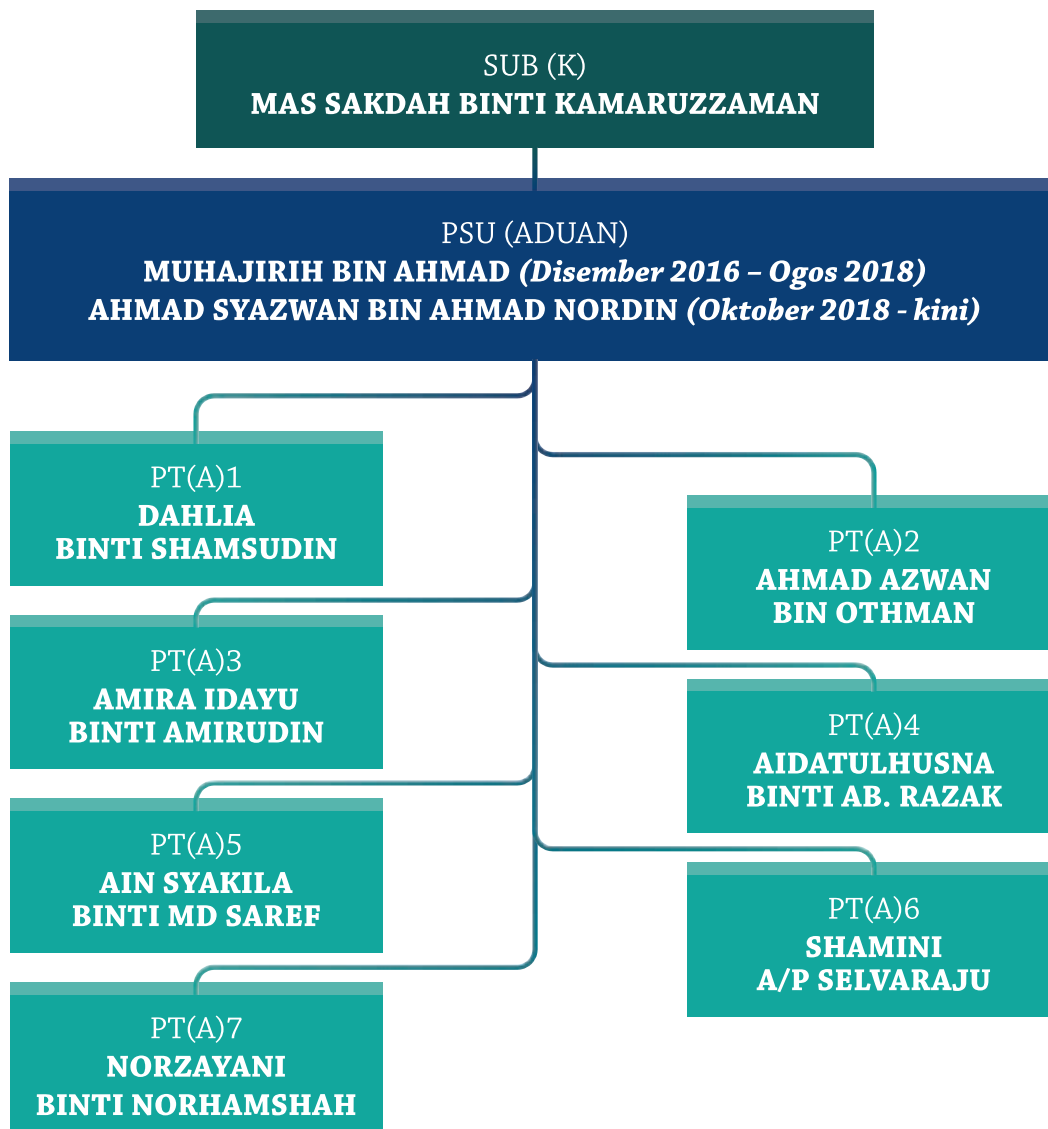 SUB (K)
MAS SAKDAH BINTI KAMARUZZAMAN
PSU (ADUAN)
MUHAJIRIH BIN AHMAD (Disember 2016 – Ogos 2018)
AHMAD SYAZWAN BIN AHMAD NORDIN (Oktober 2018 - kini)
PT(A)1
DAHLIA
BINTI SHAMSUDIN
PT(A)2
AHMAD AZWAN
BIN OTHMAN
PT(A)3
AMIRA IDAYU
BINTI AMIRUDIN
PT(A)4
AIDATULHUSNA
BINTI AB. RAZAK
PT(A)5
AIN SYAKILA
BINTI MD SAREF
PT(A)6
SHAMINI
A/P SELVARAJU
PT(A)7
NORZAYANI
BINTI NORHAMSHAH